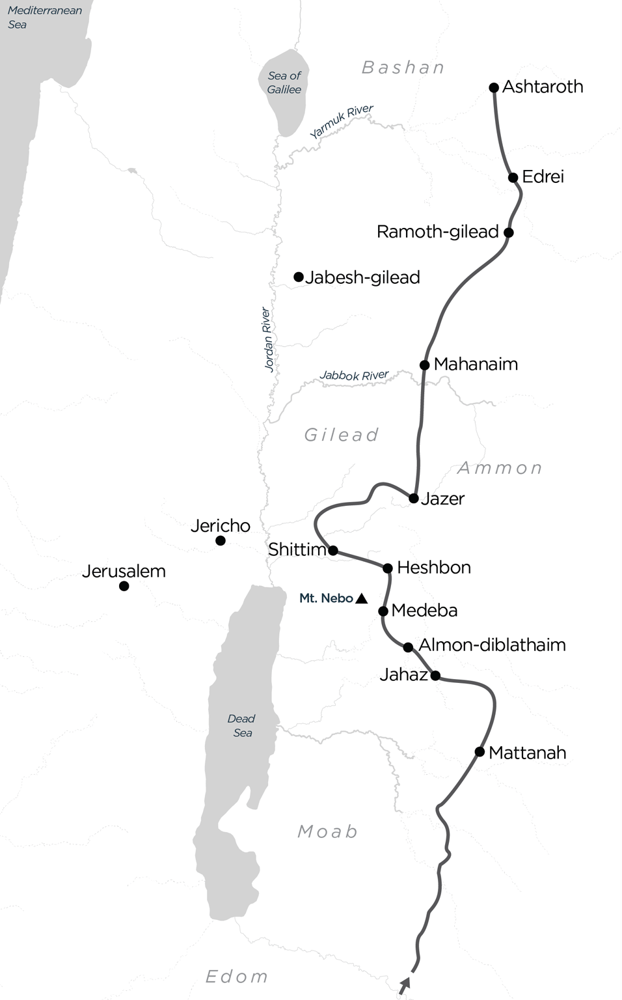 Mediterranean
Sea
Bashan
Sea of
Galilee
Ashtaroth
Yarmuk River
Edrei
Ramoth-gilead
Jabesh-gilead
Jordan River
Mahanaim
Jabbok River
Gilead
Ammon
Jazer
Jericho
Shittim
Heshbon
Jerusalem
Mt. Nebo
Medeba
Almon-diblathaim
Jahaz
Dead
Sea
Mattanah
Moab
Edom